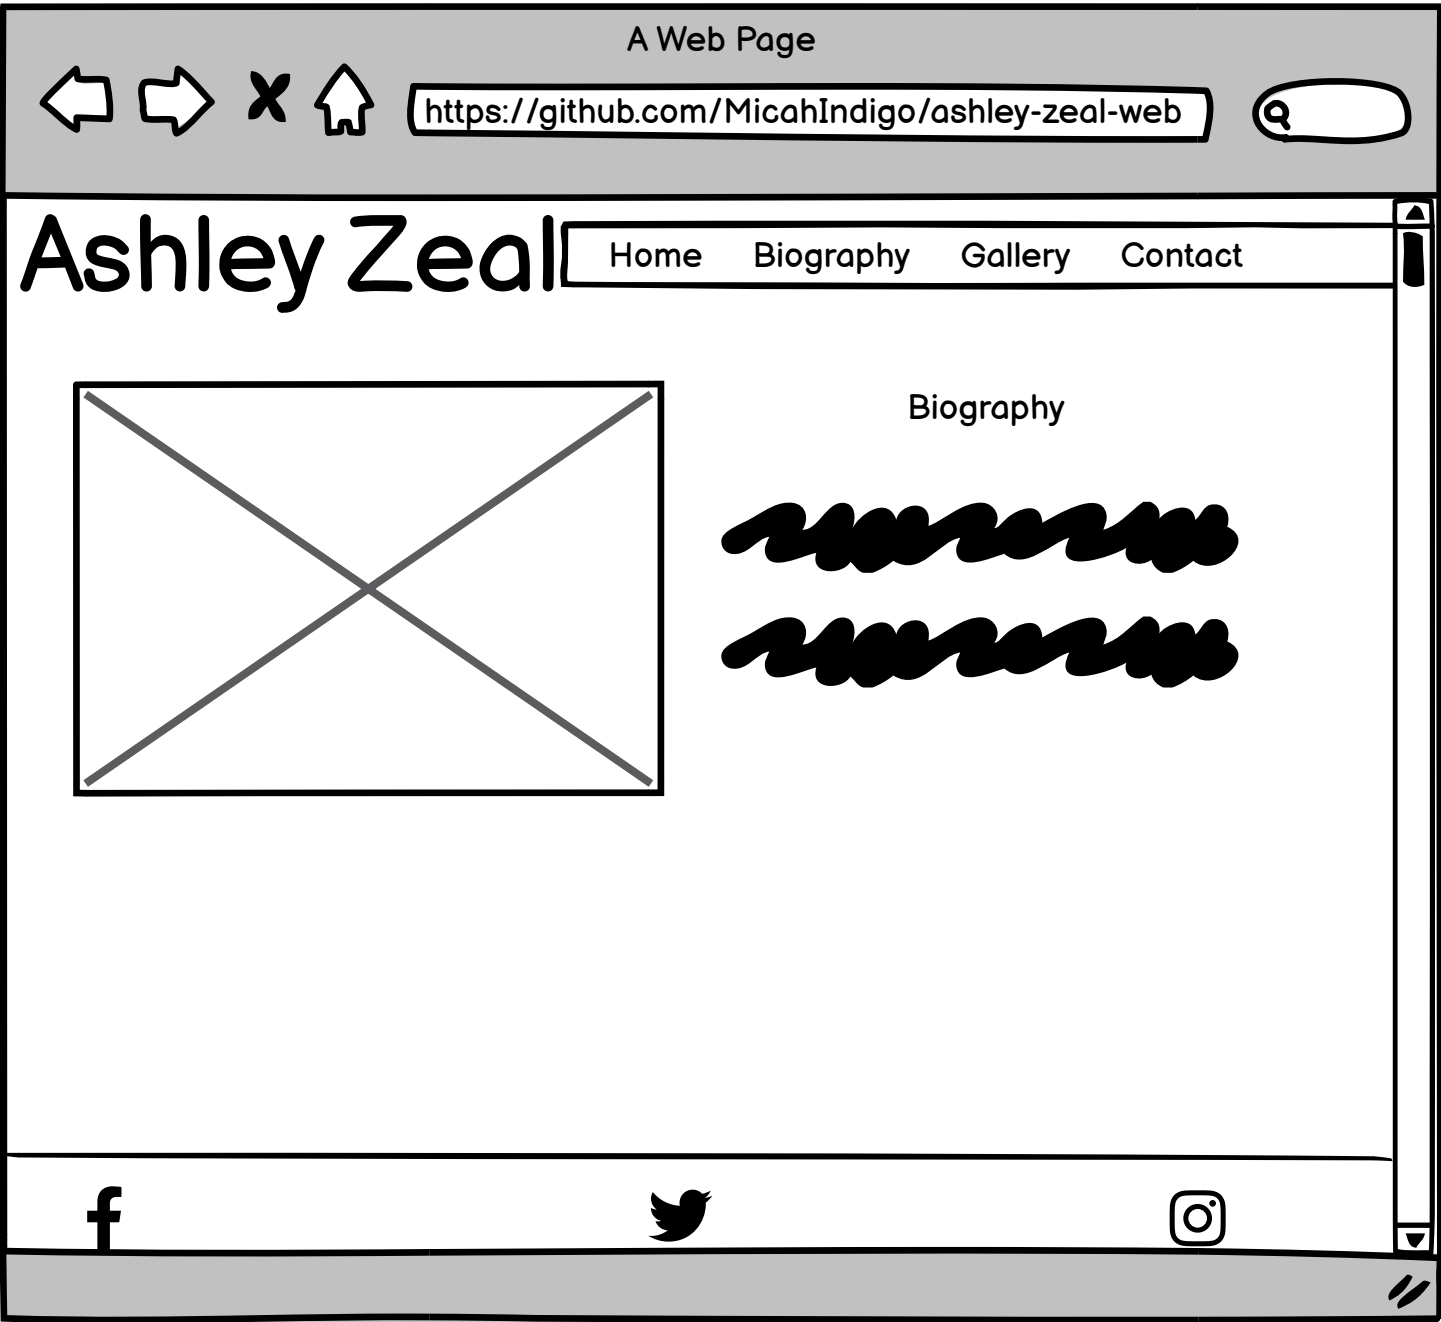 A Web Page
https://github.com/MicahIndigo/ashley-zeal-web
Ashley Zeal
Home Biography Gallery Contact
Biography